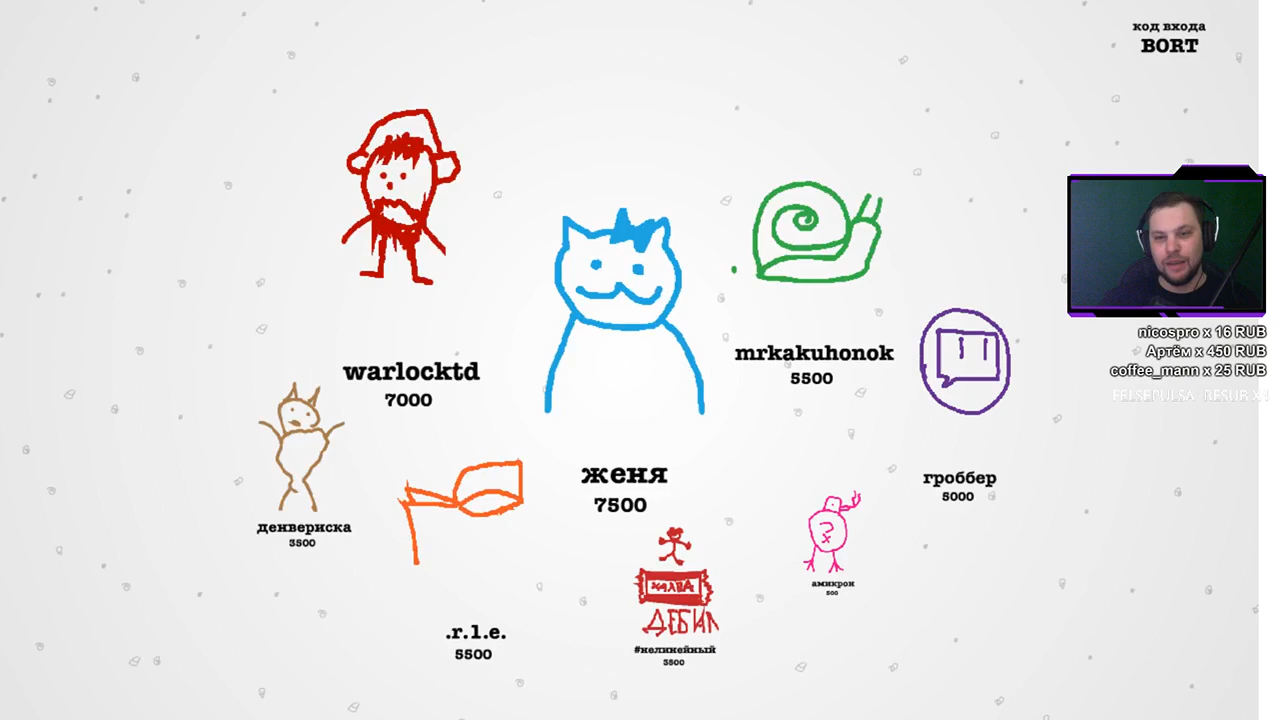 код входа
BORT
warlocktd
7000
mrkakuhonok
5500
nicospro x 16 RUB
Артём x 450 RUB
coffee_mann x 25 RUB
женя
7500
гроббер
5000
денвериска
3500
амикрон
500
ХАЛВА
ДЕБИЛ
#нелинейный
3500
.r.l.e.
5500